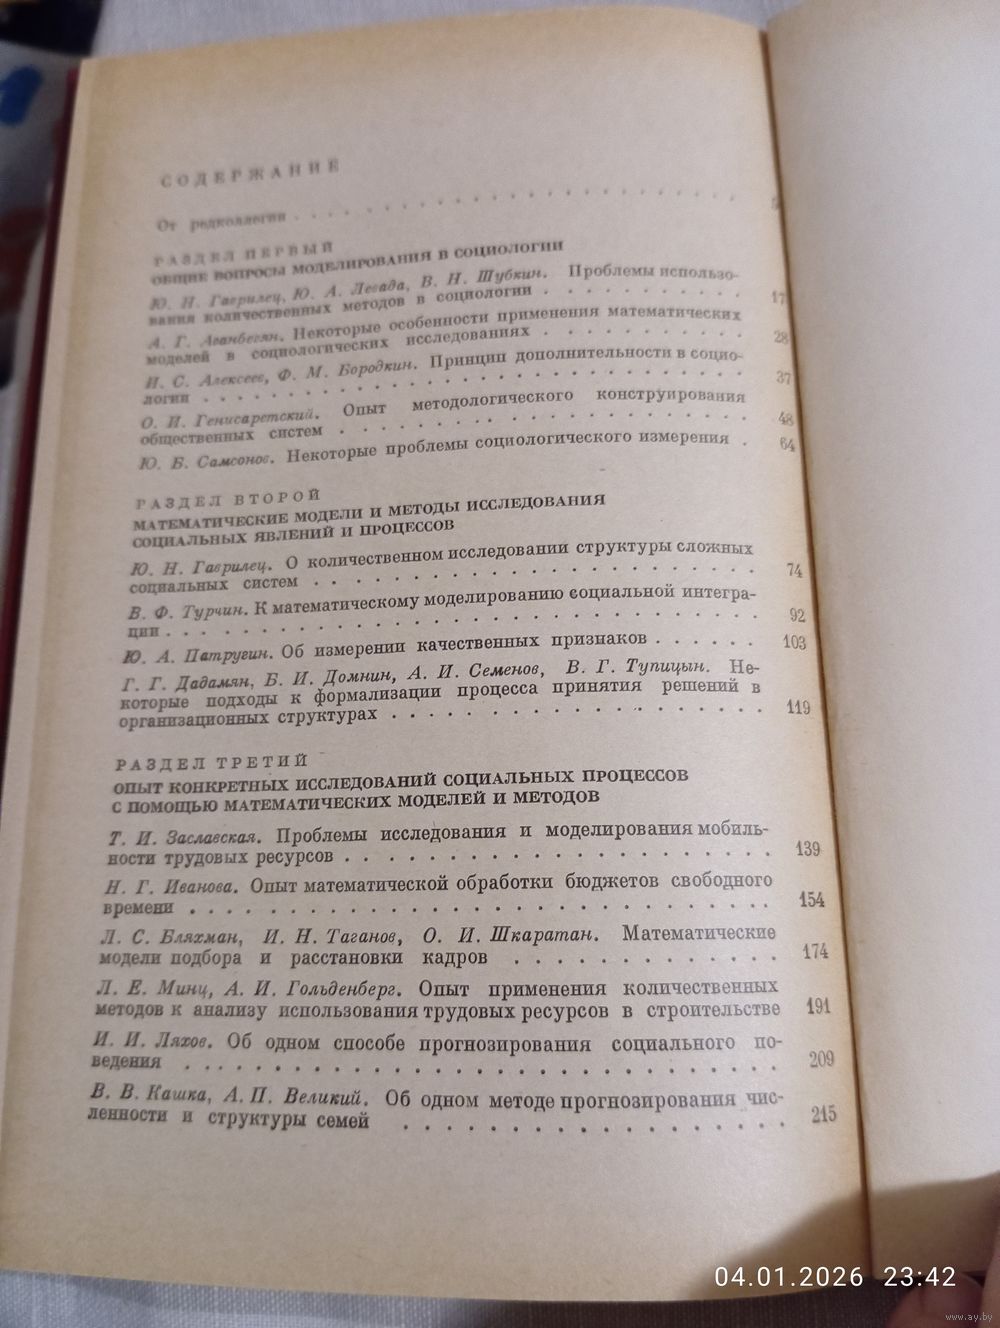 СОДЕРЖАНИЕ
От редколлегии
РАЗДЕЛ ПЕРВЫЙ
ОБЩИЕ ВОПРОСЫ МОДЕЛИРОВАНИЯ В СОЦИОЛОГИИ
Ю. Н. Гаврилец, Ю. А. Левада, В. Н. Шубкин. Проблемы использо-
вания количественных методов в социологии . . . . . . . . . 17
А. Г. Аганбегян. Некоторые особенности применения математических
моделей в социологических исследованиях . . . . . . . . . 28
И. С. Алексеев, Ф. М. Бородкин. Принцип дополнительности в социо-
логии . . . . . . . . . . . . . . . . . . . . . . . . 37
О. И. Генисаретский. Опыт методологического конструирования
общественных систем . . . . . . . . . . . . . . . . . . 48
Ю. Б. Самсонов. Некоторые проблемы социологического измерения . 64
РАЗДЕЛ ВТОРОЙ
МАТЕМАТИЧЕСКИЕ МОДЕЛИ И МЕТОДЫ ИССЛЕДОВАНИЯ
СОЦИАЛЬНЫХ ЯВЛЕНИЙ И ПРОЦЕССОВ
Ю. Н. Гаврилец. О количественном исследовании структуры сложных
социальных систем . . . . . . . . . . . . . . . . . . . 74
В. Ф. Турчин. К математическому моделированию социальной интегра-
ции . . . . . . . . . . . . . . . . . . . . . . . . . 92
Ю. А. Патругин. Об измерении качественных признаков . . . . . . 103
Г. Г. Дадамян, Б. И. Домнин, А. И. Семенов, В. Г. Тупицын. Не-
которые подходы к формализации процесса принятия решений в
организационных структурах . . . . . . . . . . . . . . . 119
РАЗДЕЛ ТРЕТИЙ
ОПЫТ КОНКРЕТНЫХ ИССЛЕДОВАНИЙ СОЦИАЛЬНЫХ ПРОЦЕССОВ
С ПОМОЩЬЮ МАТЕМАТИЧЕСКИХ МОДЕЛЕЙ И МЕТОДОВ
Т. И. Заславская. Проблемы исследования и моделирования мобиль-
ности трудовых ресурсов . . . . . . . . . . . . . . . . . 139
Н. Г. Иванова. Опыт математической обработки бюджетов свободного
времени . . . . . . . . . . . . . . . . . . . . . . . 154
Л. С. Бляхман, И. Н. Таганов, О. И. Шкаратан. Математические
модели подбора и расстановки кадров . . . . . . . . . . . 174
Л. Е. Минц, А. И. Гольденберг. Опыт применения количественных
методов к анализу использования трудовых ресурсов в строительстве 191
И. И. Ляхов. Об одном способе прогнозирования социального по-
ведения . . . . . . . . . . . . . . . . . . . . . . . 209
В. В. Кашка, А. П. Великий. Об одном методе прогнозирования чис-
ленности и структуры семей . . . . . . . . . . . . . . . 215
04.01.2026 23:42
www.ay.by